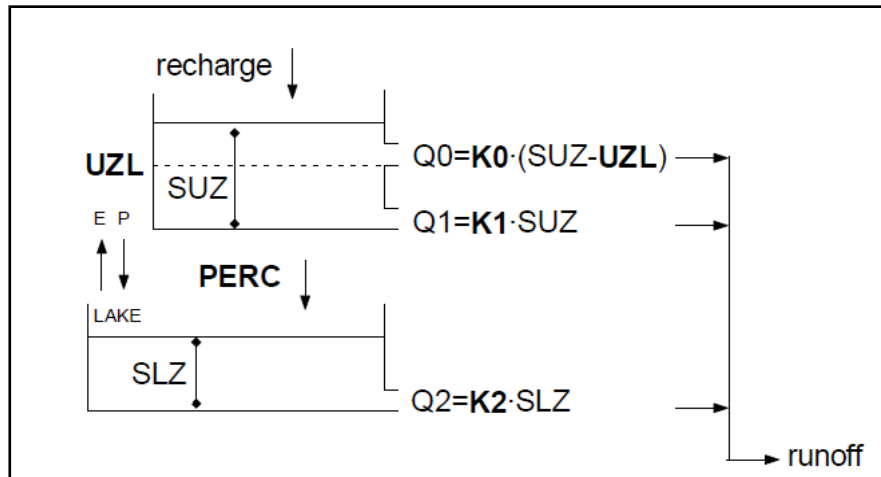 recharge
Q0=K0·(SUZ-UZL)
UZL
SUZ
Q1=K1·SUZ
E P
PERC
LAKE
SLZ
Q2=K2·SLZ
runoff